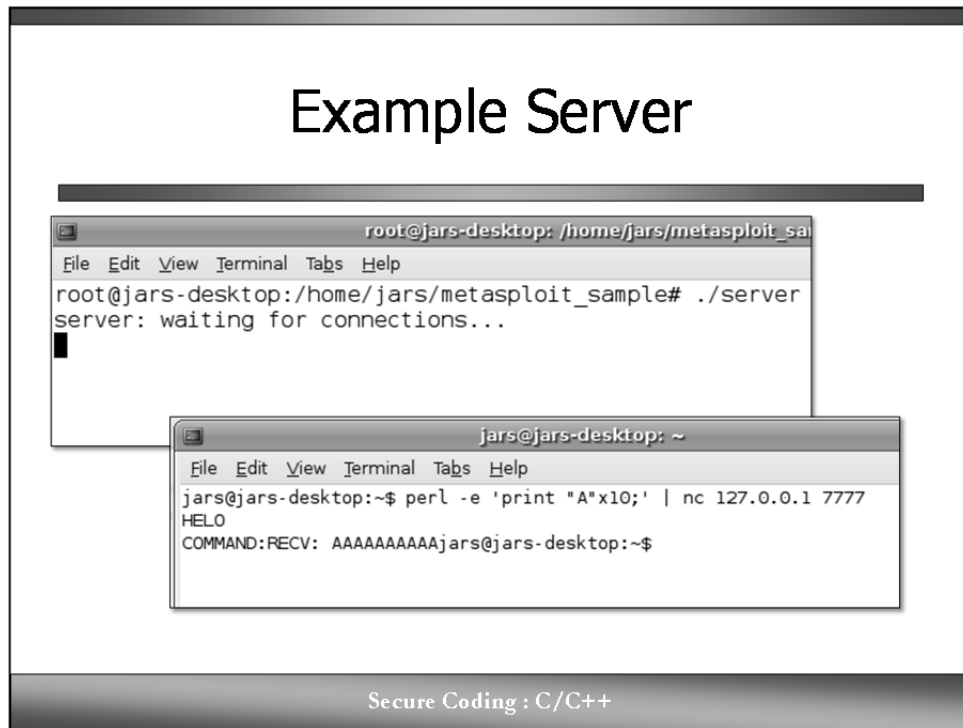 Example Server
root@jars-desktop: /home/jars/metasploit_sa
File Edit View Terminal Tabs Help
root@jars-desktop:/home/jars/metasploit_sample# ./server
server: waiting for connections...
jars@jars-desktop: ~
File Edit View Terminal Tabs Help
jars@jars-desktop:~$ perl -e 'print "A"x10;' | nc 127.0.0.1 7777
HELO
COMMAND:RECV: AAAAAAAAAAjars@jars-desktop:~$
Secure Coding : C/C++